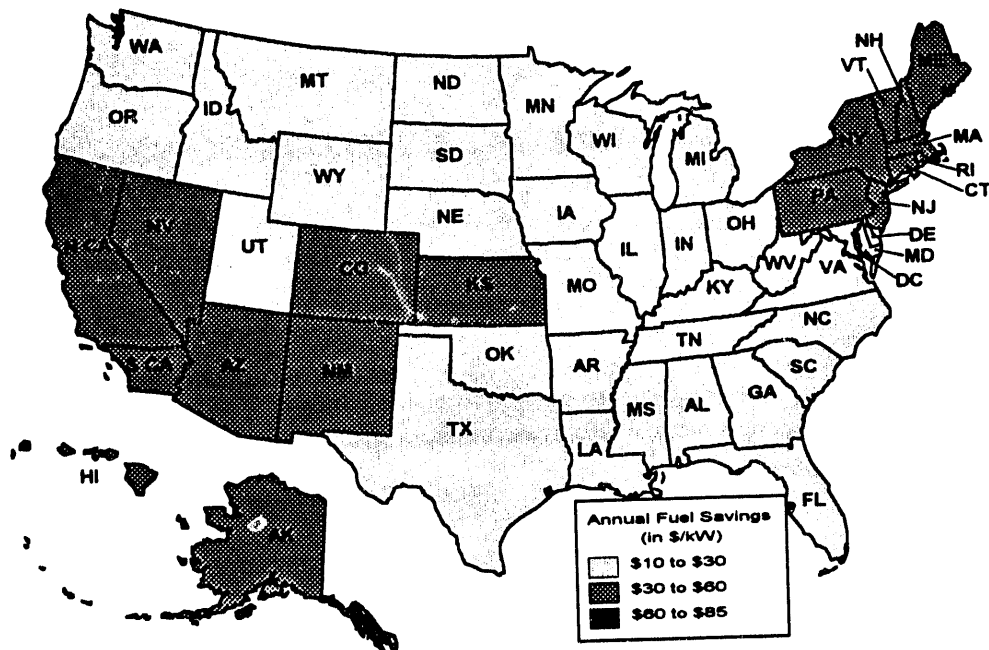 WA
MT
ND
MN
NH
VT
ME
OR
ID
SD
WI
MI
NY
MA
RI
CT
WY
NE
IA
PA
NJ
N CA
NV
UT
CO
KS
IL
IN
OH
DE
MD
DC
WV
VA
MO
KY
NC
S CA
AZ
NM
OK
AR
TN
SC
TX
LA
MS
AL
GA
HI
AK
FL
Annual Fuel Savings
(in $/kW)
$10 to $30
$30 to $60
$60 to $85